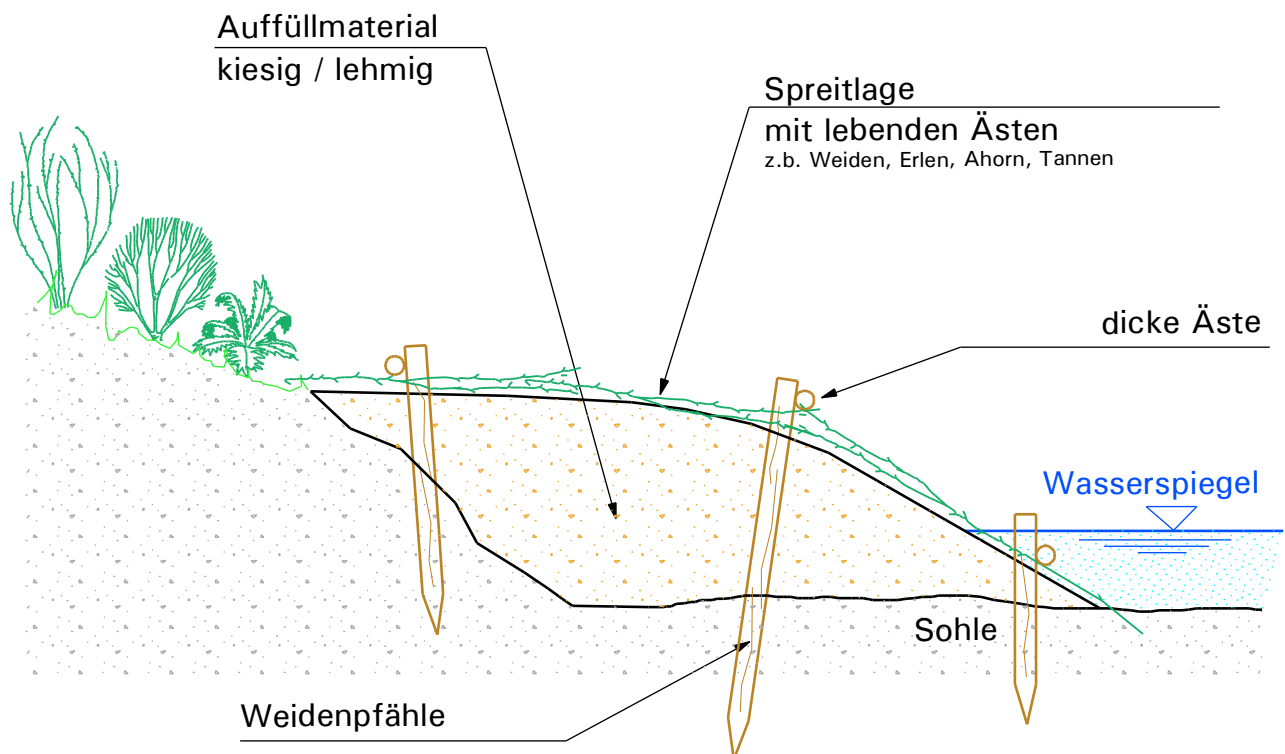 Auffüllmaterial
kiesig / lehmig
Spreitlage
mit lebenden Ästen
z.b. Weiden, Erlen, Ahorn, Tannen
dicke Äste
Wasserspiegel
Sohle
Weidenpfähle